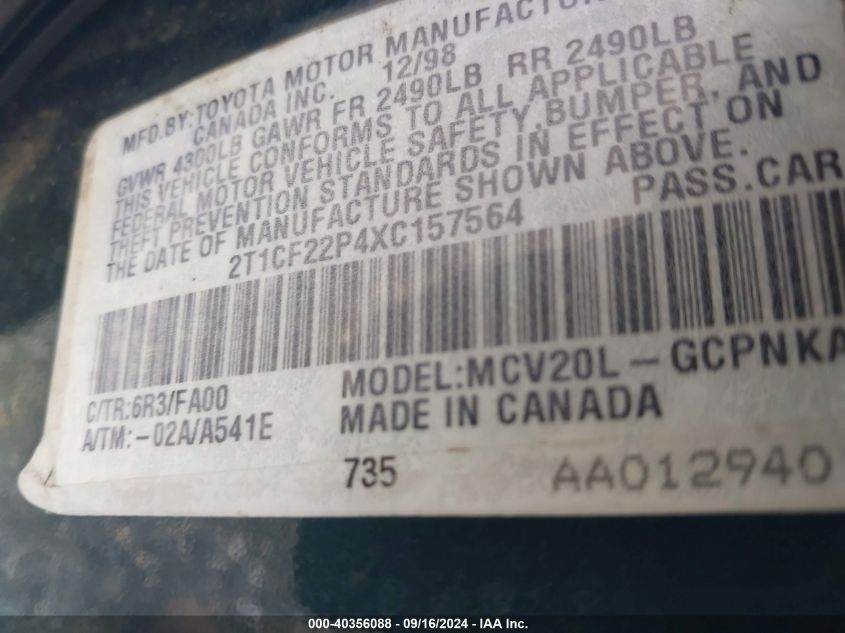 MFD.BY:TOYOTA MOTOR MANUFACTUR
CANADA INC. 12/98
GVWR 4300LB GAWR FR 2490LB RR 2490LB
THIS VEHICLE CONFORMS TO ALL APPLICABLE
FEDERAL MOTOR VEHICLE SAFETY,BUMPER, AND
THEFT PREVENTION STANDARDS IN EFFECT ON
THE DATE OF MANUFACTURE SHOWN ABOVE.
2T1CF22P4XC157564 PASS.CAR
C/TR:6R3/FA00 MODEL:MCV20L-GCPNKA
A/TM:-02A/A541E MADE IN CANADA
735 AA012940
000-40356088 - 09/16/2024 - IAA Inc.